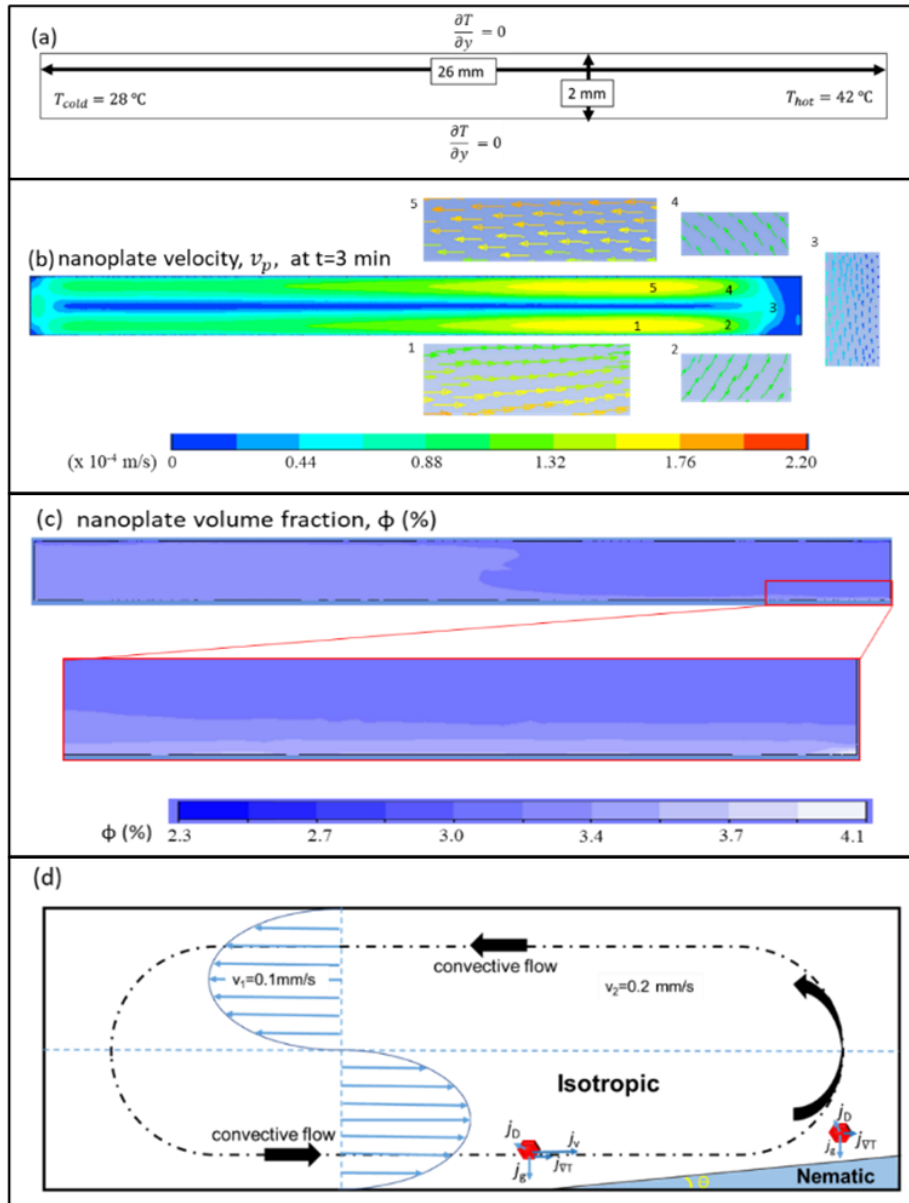 (a)
∂T/∂y = 0
26 mm
2 mm
T_cold = 28 °C
T_hot = 42 °C
∂T/∂y = 0
(b) nanoplate velocity, v_p, at t=3 min
5
4
3
5
4
3
1
2
1
2
(x 10⁻⁴ m/s)
0 0.44 0.88 1.32 1.76 2.20
(c) nanoplate volume fraction, ϕ (%)
ϕ (%)
2.3 2.7 3.0 3.4 3.7 4.1
(d)
convective flow
v₁=0.1mm/s
v₂=0.2 mm/s
Isotropic
convective flow
j_D
j_v
j_∇T
j_g
j_D
j_∇T
j_g
θ
Nematic